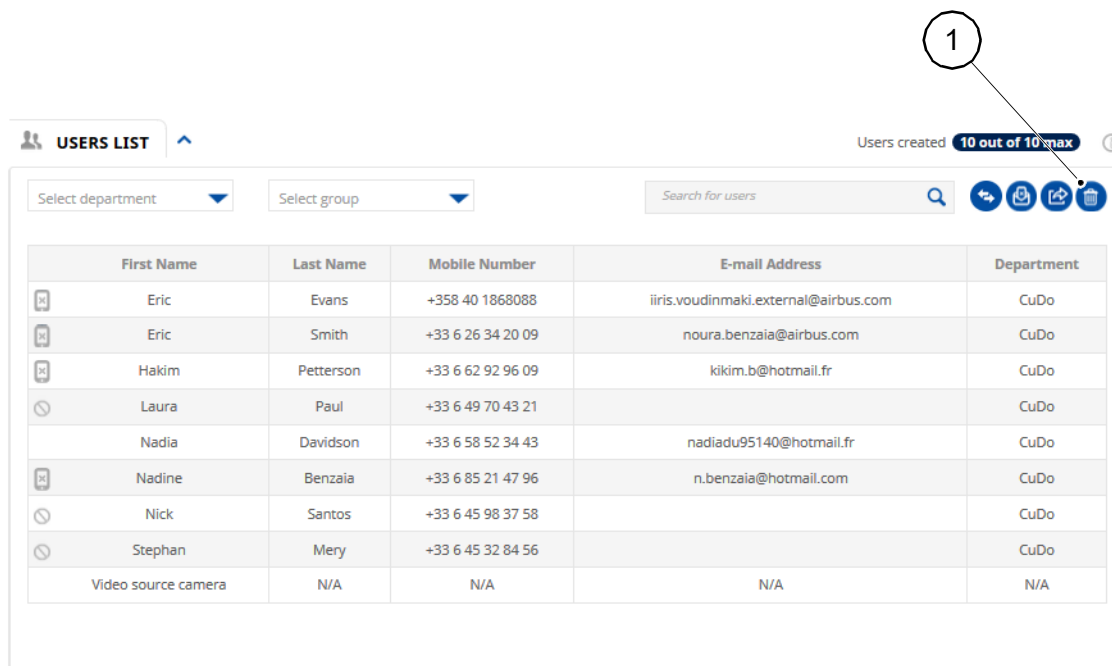 1
USERS LIST
Users created 10 out of 10 max
Select department Select group Search for users
First Name Last Name Mobile Number E-mail Address Department
Eric Evans +358 40 1868088 iiris.voudinmaki.external@airbus.com CuDo
Eric Smith +33 6 26 34 20 09 noura.benzaia@airbus.com CuDo
Hakim Petterson +33 6 62 92 96 09 kikim.b@hotmail.fr CuDo
Laura Paul +33 6 49 70 43 21 CuDo
Nadia Davidson +33 6 58 52 34 43 nadiadu95140@hotmail.fr CuDo
Nadine Benzaia +33 6 85 21 47 96 n.benzaia@hotmail.com CuDo
Nick Santos +33 6 45 98 37 58 CuDo
Stephan Mery +33 6 45 32 84 56 CuDo
Video source camera N/A N/A N/A N/A